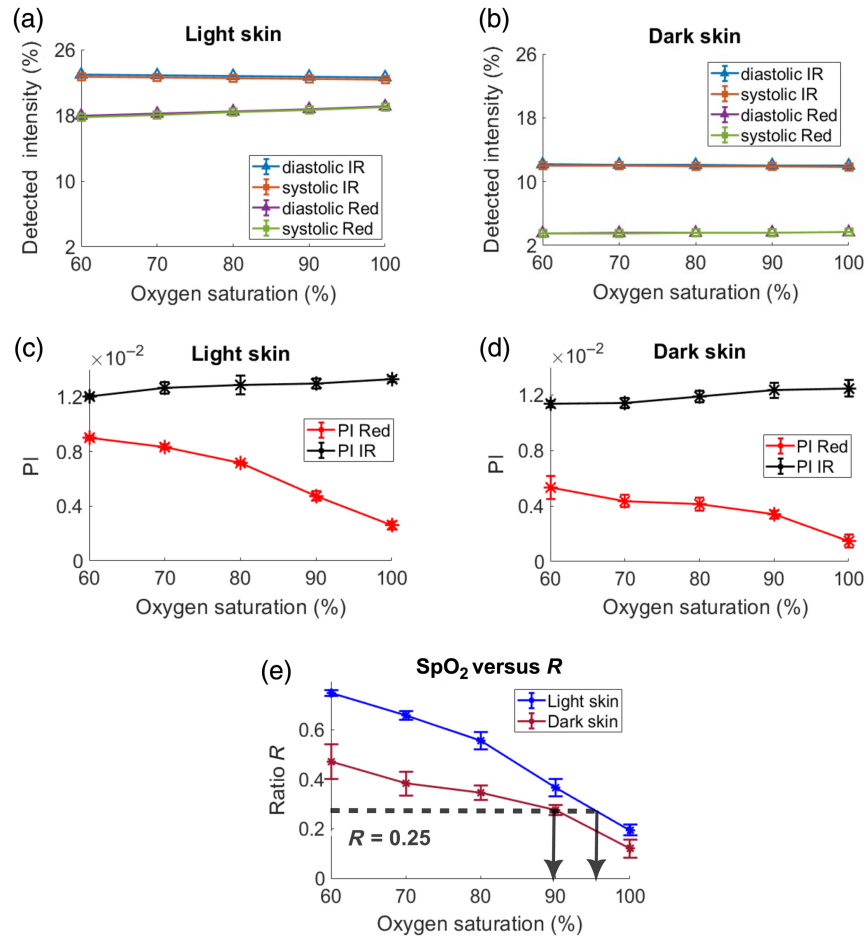 (a)
Light skin
Detected intensity (%)
26
18
10
2
diastolic IR
systolic IR
diastolic Red
systolic Red
60 70 80 90 100
Oxygen saturation (%)
(b)
Dark skin
Detected intensity (%)
26
18
10
2
diastolic IR
systolic IR
diastolic Red
systolic Red
60 70 80 90 100
Oxygen saturation (%)
(c)
×10⁻²
Light skin
PI
1.2
0.8
0.4
0
PI Red
PI IR
60 70 80 90 100
Oxygen saturation (%)
(d)
×10⁻²
Dark skin
PI
1.2
0.8
0.4
0
PI Red
PI IR
60 70 80 90 100
Oxygen saturation (%)
(e)
SpO₂ versus R
Ratio R
0.6
0.4
0.2
0
Light skin
Dark skin
R = 0.25
60 70 80 90 100
Oxygen saturation (%)